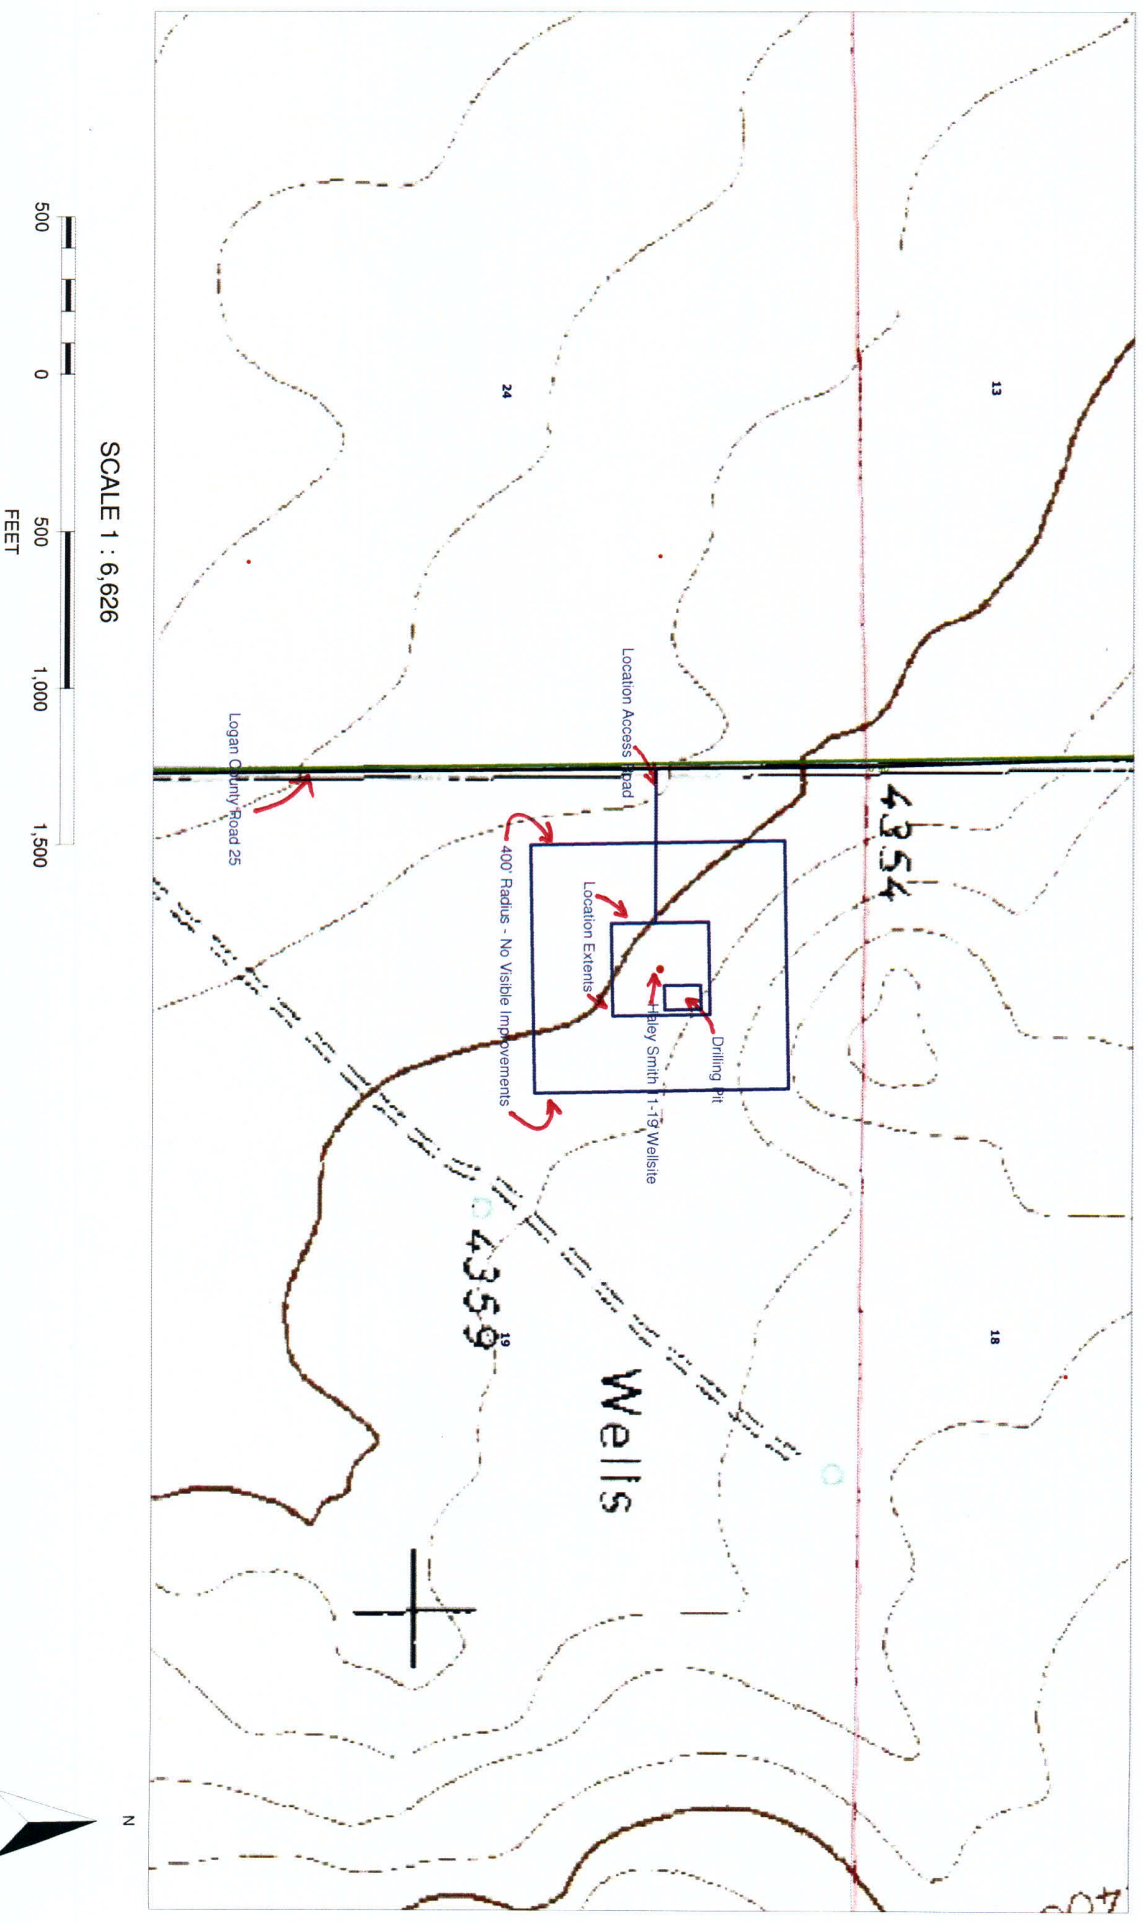 13
18
4354
Drilling Pit
Location Access Road
Haley Smith 11-19 Wellsite
Wells
Location Extents
24
400' Radius - No Visible Improvements
19
4359
Logan County Road 25
N
SCALE 1 : 6,626
500 0 500 1,000 1,500
FEET